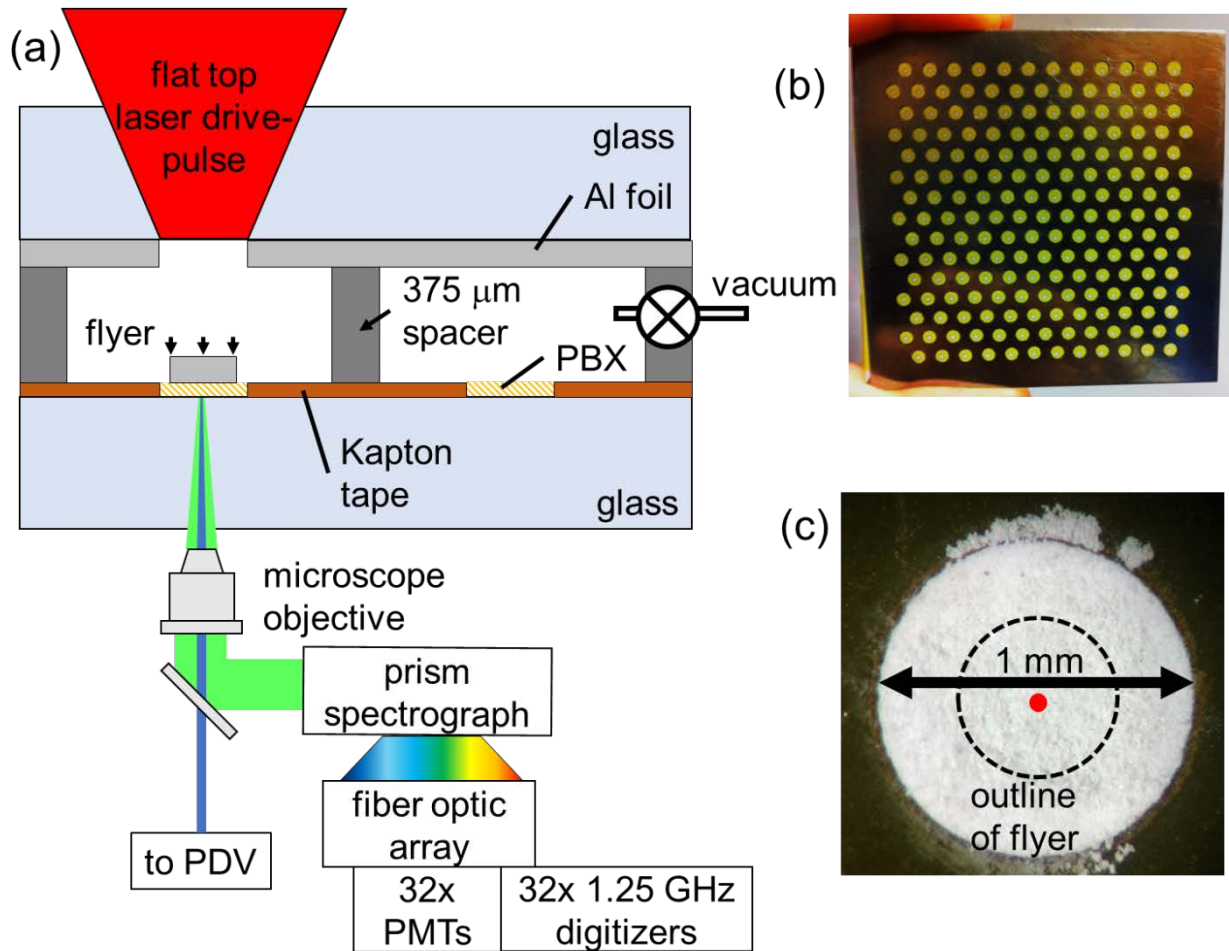 (a)
flat top
laser drive-
pulse
glass
Al foil
375 μm
spacer
vacuum
flyer
PBX
Kapton
tape
glass
microscope
objective
prism
spectrograph
fiber optic
array
to PDV
32x
PMTs
32x 1.25 GHz
digitizers
(b)
(c)
1 mm
outline
of flyer